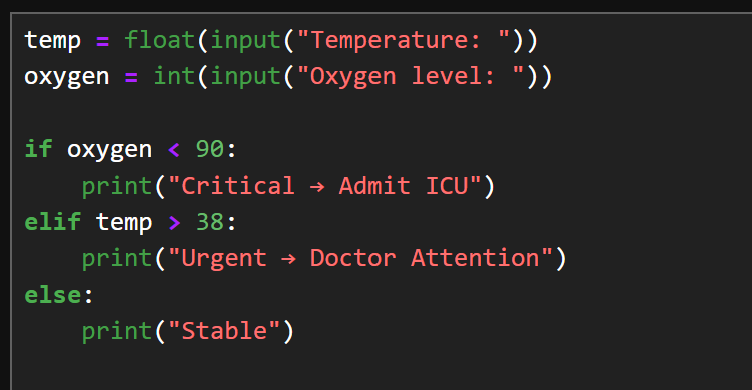 temp = float(input("Temperature: "))
oxygen = int(input("Oxygen level: "))
if oxygen < 90:
    print("Critical → Admit ICU")
elif temp > 38:
    print("Urgent → Doctor Attention")
else:
    print("Stable")